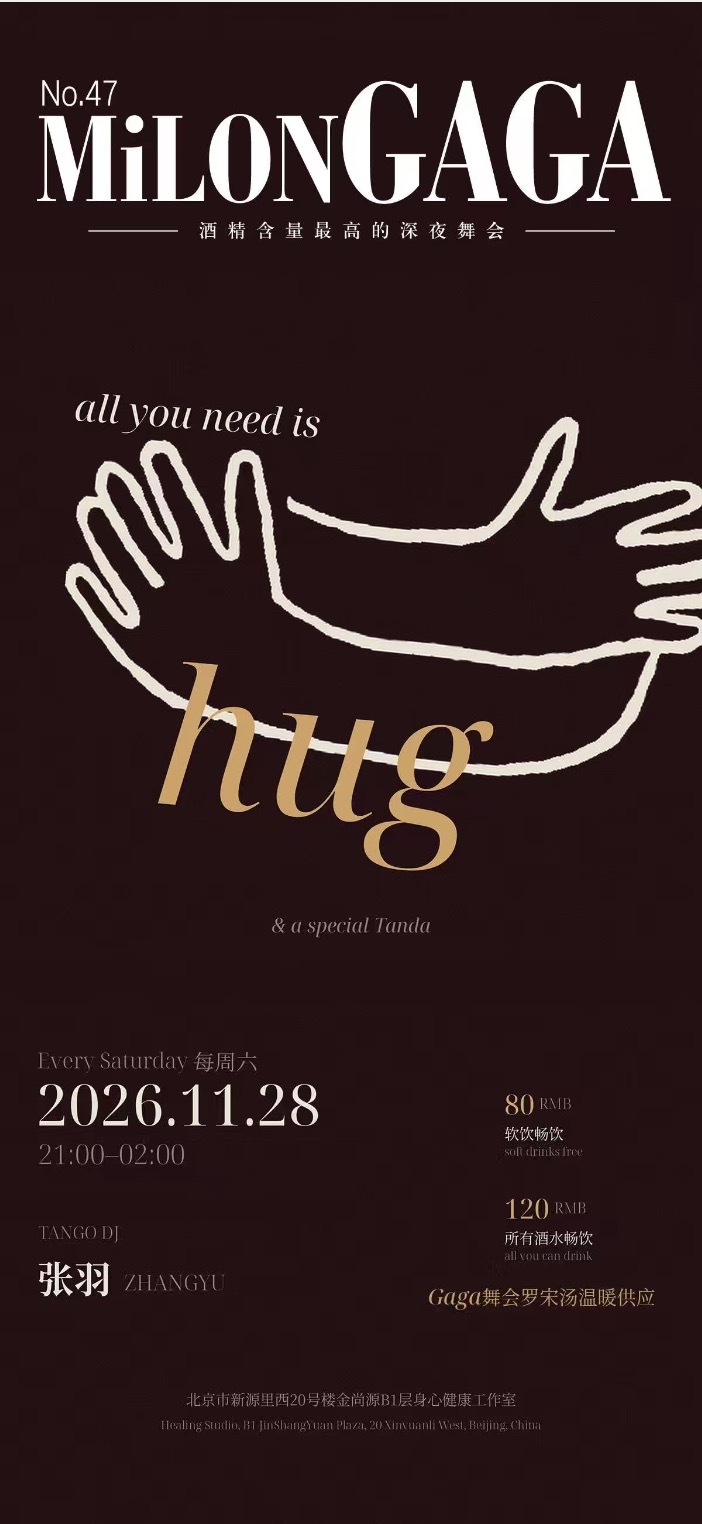 No.47
MiLONGAGA
酒精含量最高的深夜舞会
all you need is
hug
& a special Tanda
Every Saturday 每周六
2026.11.28
21:00–02:00
80 RMB
软饮畅饮
soft drinks free
120 RMB
所有酒水畅饮
all you can drink
TANGO DJ
张羽 ZHANGYU
Gaga舞会罗宋汤温暖供应
北京市新源里西20号楼金尚源B1层身心健康工作室
Healing Studio, B1 JinShangYuan Plaza, 20 Xinyuanli West, Beijing, China